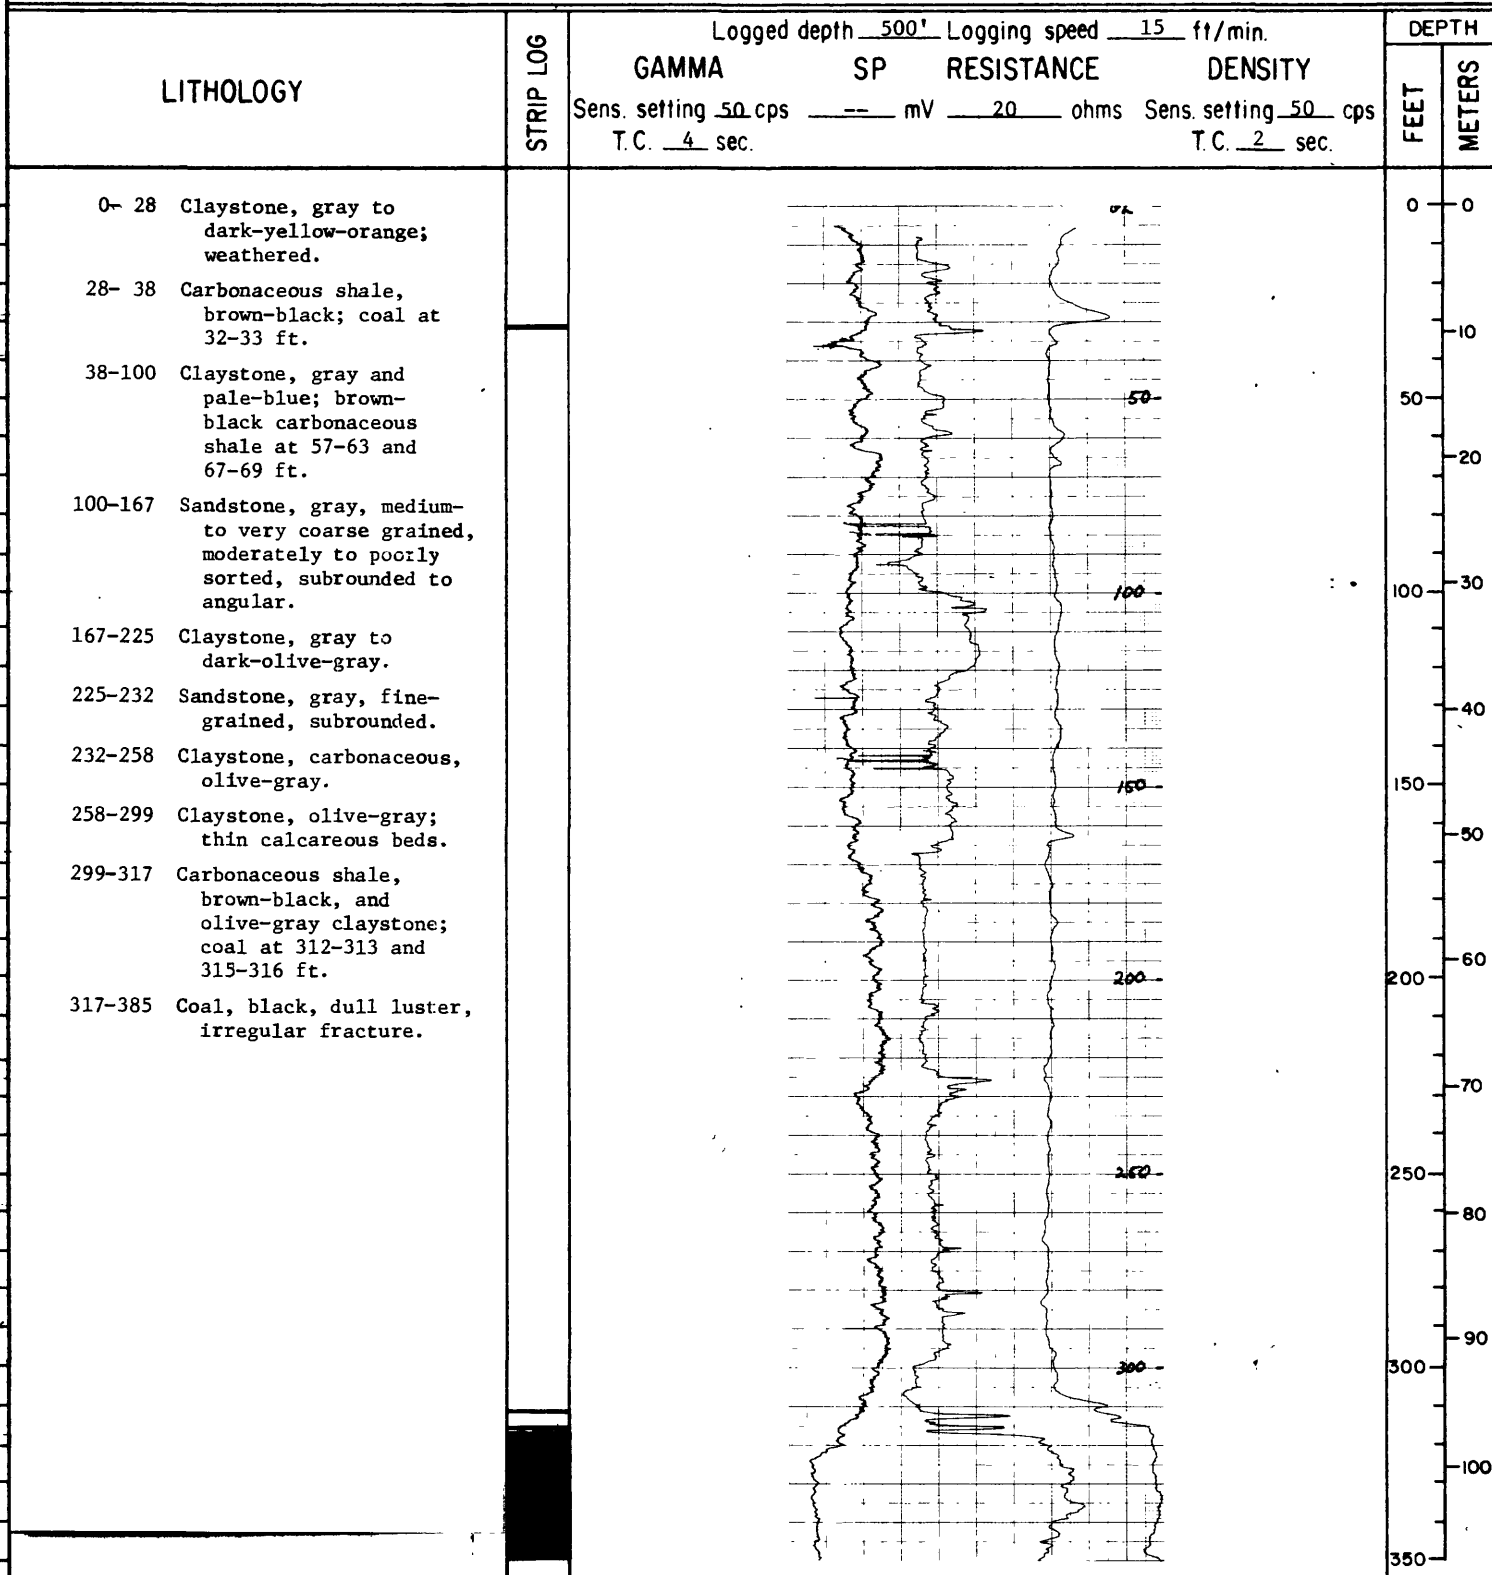 Logged depth 500' Logging speed 15 ft/min.
DEPTH
LITHOLOGY
STRIP LOG
GAMMA SP RESISTANCE DENSITY
FEET
METERS
Sens. setting 50 cps -- mV 20 ohms Sens. setting 50 cps
T.C. 4 sec. T.C. 2 sec.
0- 28 Claystone, gray to
dark-yellow-orange;
weathered.
28- 38 Carbonaceous shale,
brown-black; coal at
32-33 ft.
38-100 Claystone, gray and
pale-blue; brown-
black carbonaceous
shale at 57-63 and
67-69 ft.
100-167 Sandstone, gray, medium-
to very coarse grained,
moderately to poorly
sorted, subrounded to
angular.
167-225 Claystone, gray to
dark-olive-gray.
225-232 Sandstone, gray, fine-
grained, subrounded.
232-258 Claystone, carbonaceous,
olive-gray.
258-299 Claystone, olive-gray;
thin calcareous beds.
299-317 Carbonaceous shale,
brown-black, and
olive-gray claystone;
coal at 312-313 and
315-316 ft.
317-385 Coal, black, dull luster,
irregular fracture.
50
100
150
200
250
300
0
50
100
150
200
250
300
350
0
10
20
30
40
50
60
70
80
90
100